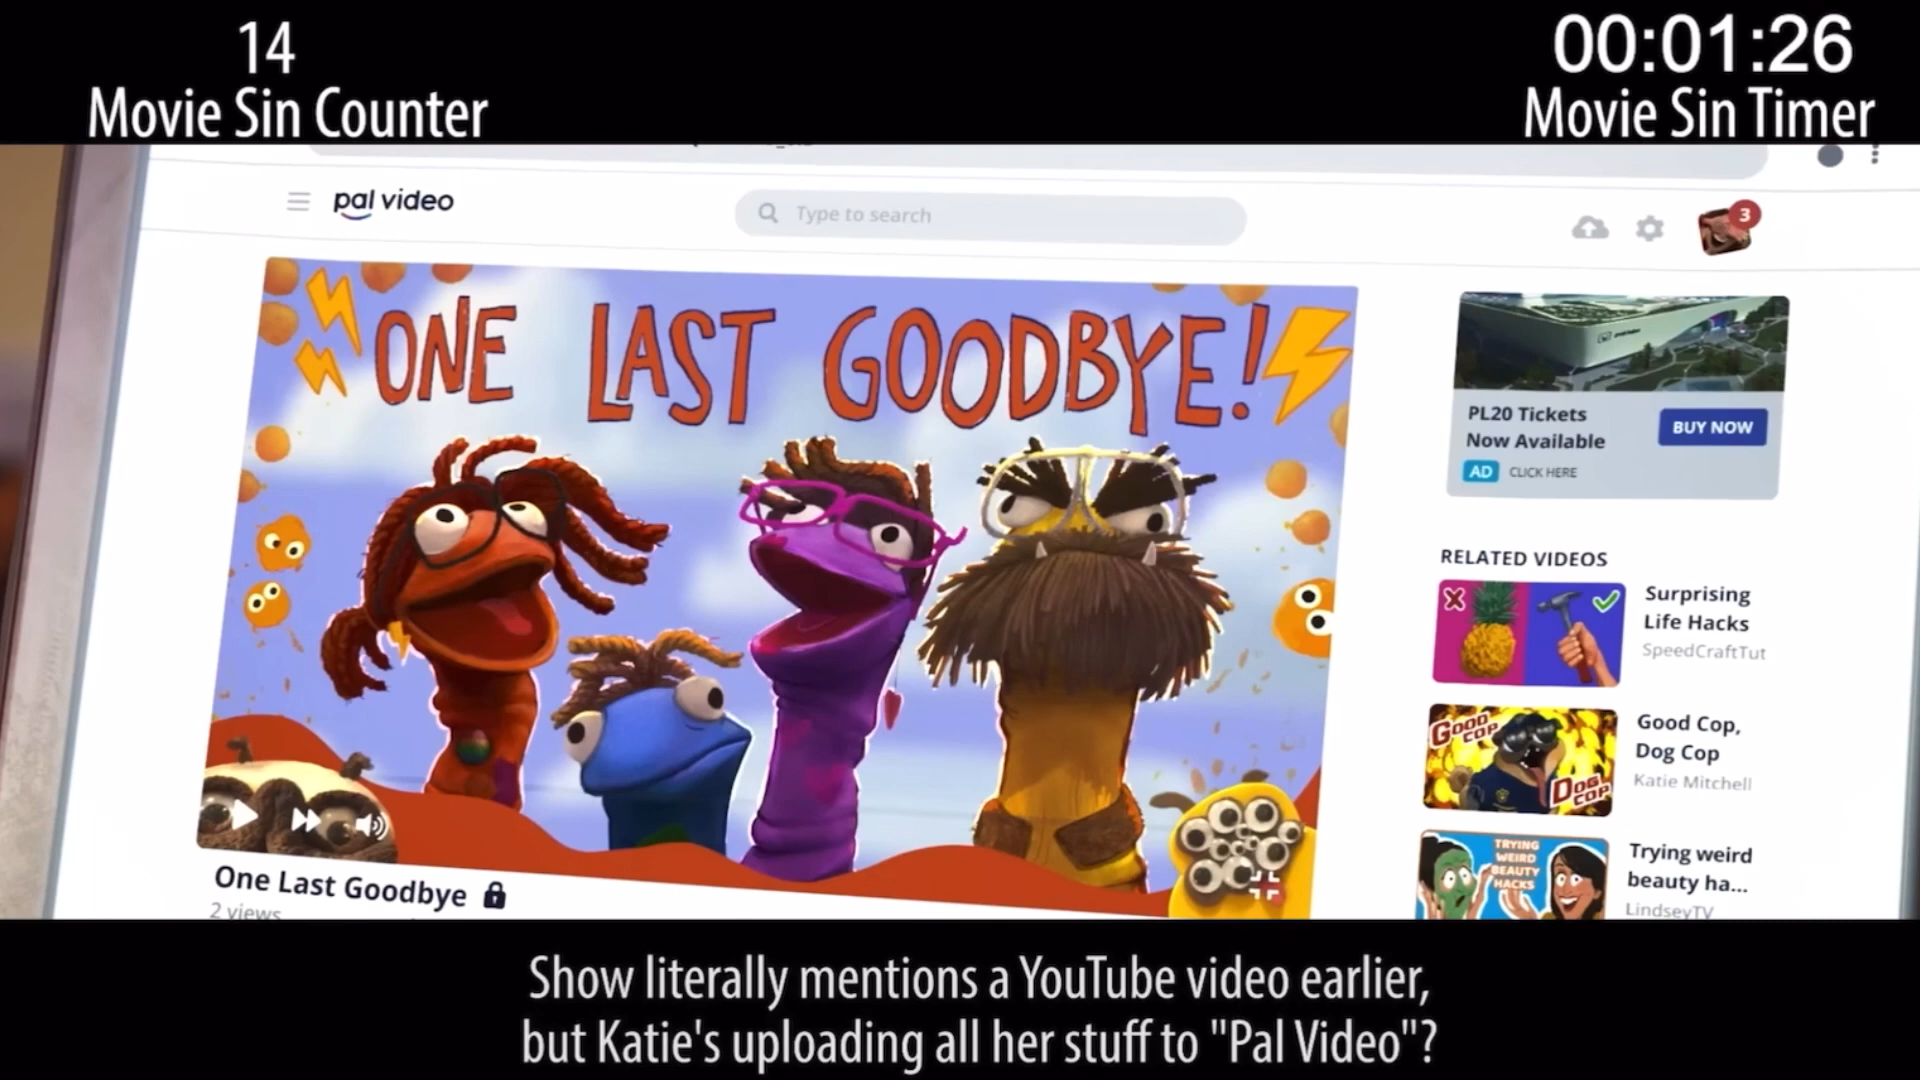 14
Movie Sin Counter
00:01:26
Movie Sin Timer
pal video
Type to search
3
ONE LAST GOODBYE!
PL20 Tickets
Now Available
BUY NOW
AD CLICK HERE
RELATED VIDEOS
Surprising
Life Hacks
SpeedCraftTut
GOOD COP
DOG COP
Good Cop,
Dog Cop
Katie Mitchell
TRYING
WEIRD
BEAUTY
HACKS
Trying weird
beauty ha...
LindseyTV
One Last Goodbye
2 views
Show literally mentions a YouTube video earlier,
but Katie's uploading all her stuff to "Pal Video"?